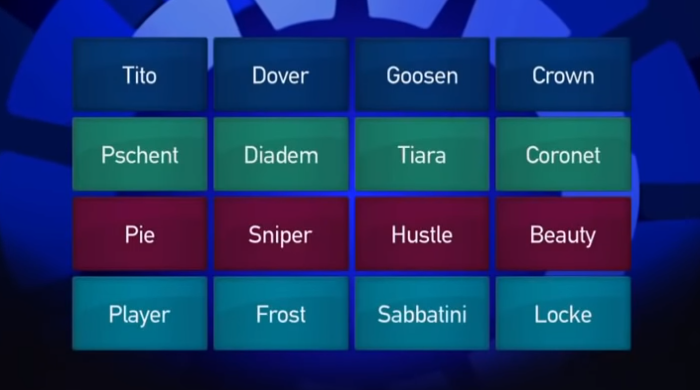 Tito Dover Goosen Crown
Pschent Diadem Tiara Coronet
Pie Sniper Hustle Beauty
Player Frost Sabbatini Locke